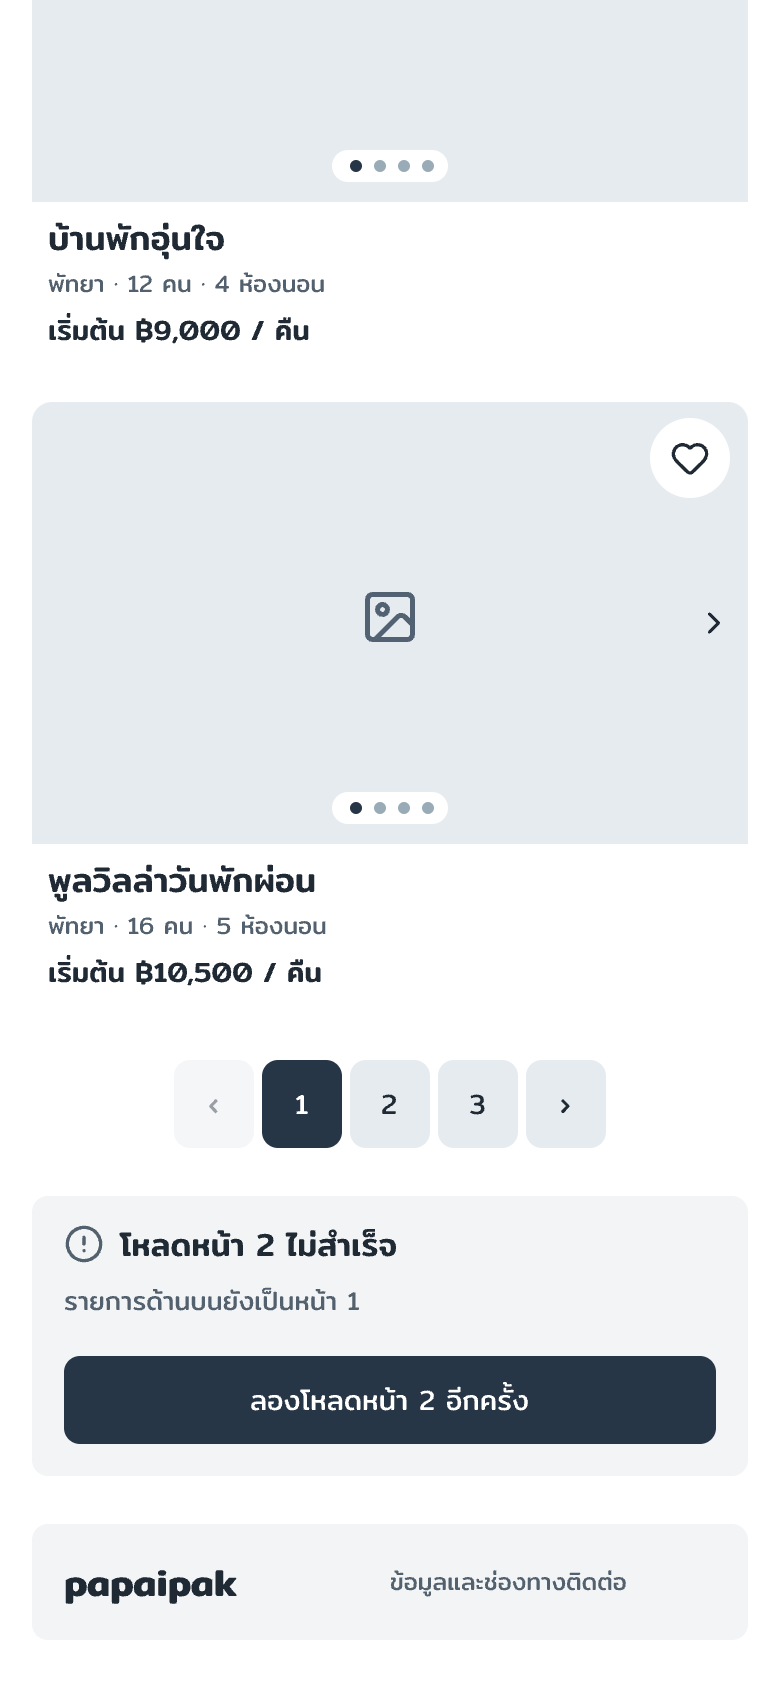 บ้านพักอุ่นใจ
พัทยา · 12 คน · 4 ห้องนอน
เริ่มต้น ฿9,000 / คืน
พูลวิลล่าวันพักผ่อน
พัทยา · 16 คน · 5 ห้องนอน
เริ่มต้น ฿10,500 / คืน
‹ 1 2 3 ›
โหลดหน้า 2 ไม่สำเร็จ
รายการด้านบนยังเป็นหน้า 1
ลองโหลดหน้า 2 อีกครั้ง
papaipak ข้อมูลและช่องทางติดต่อ